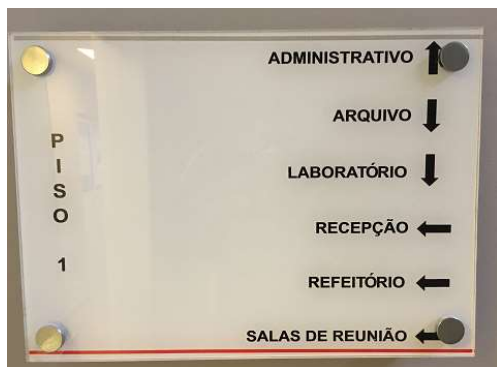 PISO 1
ADMINISTRATIVO ↑
ARQUIVO ↓
LABORATÓRIO ↓
RECEPÇÃO ←
REFEITÓRIO ←
SALAS DE REUNIÃO ←